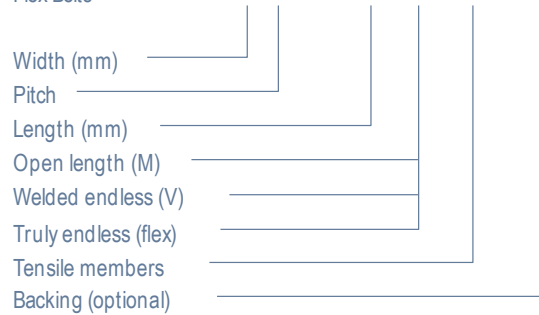 Width (mm)
Pitch
Length (mm)
Open length (M)
Welded endless (V)
Truly endless (flex)
Tensile members
Backing (optional)